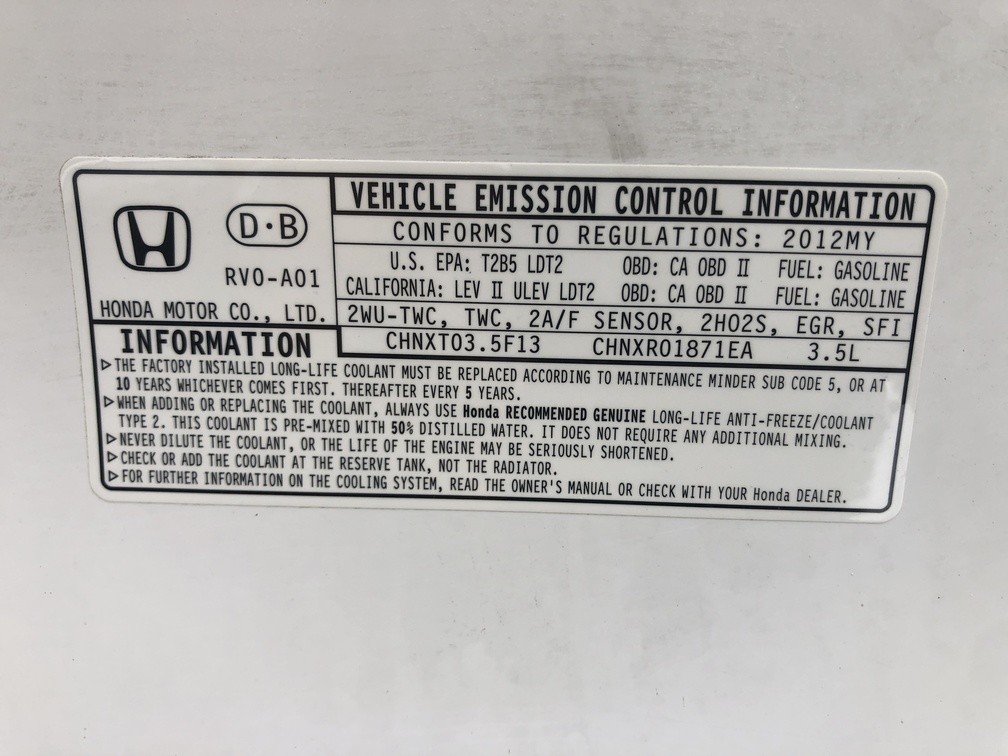 D·B
RV0-A01
HONDA MOTOR CO., LTD.
VEHICLE EMISSION CONTROL INFORMATION
CONFORMS TO REGULATIONS: 2012MY
U.S. EPA: T2B5 LDT2 OBD: CA OBD II FUEL: GASOLINE
CALIFORNIA: LEV II ULEV LDT2 OBD: CA OBD II FUEL: GASOLINE
2WU-TWC, TWC, 2A/F SENSOR, 2HO2S, EGR, SFI
CHNXT03.5F13 CHNXR01871EA 3.5L
INFORMATION
▷THE FACTORY INSTALLED LONG-LIFE COOLANT MUST BE REPLACED ACCORDING TO MAINTENANCE MINDER SUB CODE 5, OR AT
10 YEARS WHICHEVER COMES FIRST. THEREAFTER EVERY 5 YEARS.
▷WHEN ADDING OR REPLACING THE COOLANT, ALWAYS USE Honda RECOMMENDED GENUINE LONG-LIFE ANTI-FREEZE/COOLANT
TYPE 2. THIS COOLANT IS PRE-MIXED WITH 50% DISTILLED WATER. IT DOES NOT REQUIRE ANY ADDITIONAL MIXING.
▷NEVER DILUTE THE COOLANT, OR THE LIFE OF THE ENGINE MAY BE SERIOUSLY SHORTENED.
▷CHECK OR ADD THE COOLANT AT THE RESERVE TANK, NOT THE RADIATOR.
▷FOR FURTHER INFORMATION ON THE COOLING SYSTEM, READ THE OWNER'S MANUAL OR CHECK WITH YOUR Honda DEALER.